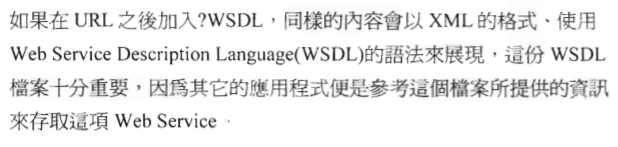 如果在 URL 之後加入?WSDL，同樣的內容會以 XML 的格式、使用
Web Service Description Language(WSDL)的語法來展現，這份 WSDL
檔案十分重要，因爲其它的應用程式便是參考這個檔案所提供的資訊
來存取這項 Web Service。